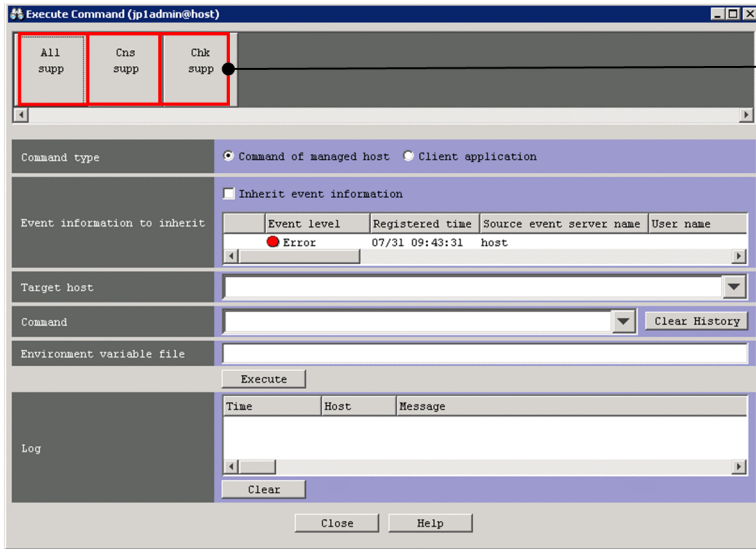 Execute Command (jp1admin@host)
All supp
Cns supp
Chk supp
Command type
Command of managed host
Client application
Event information to inherit
Inherit event information
Event level Registered time Source event server name User name
Error 07/31 09:43:31 host
Target host
Command
Clear History
Environment variable file
Execute
Log
Time Host Message
Clear
Close
Help